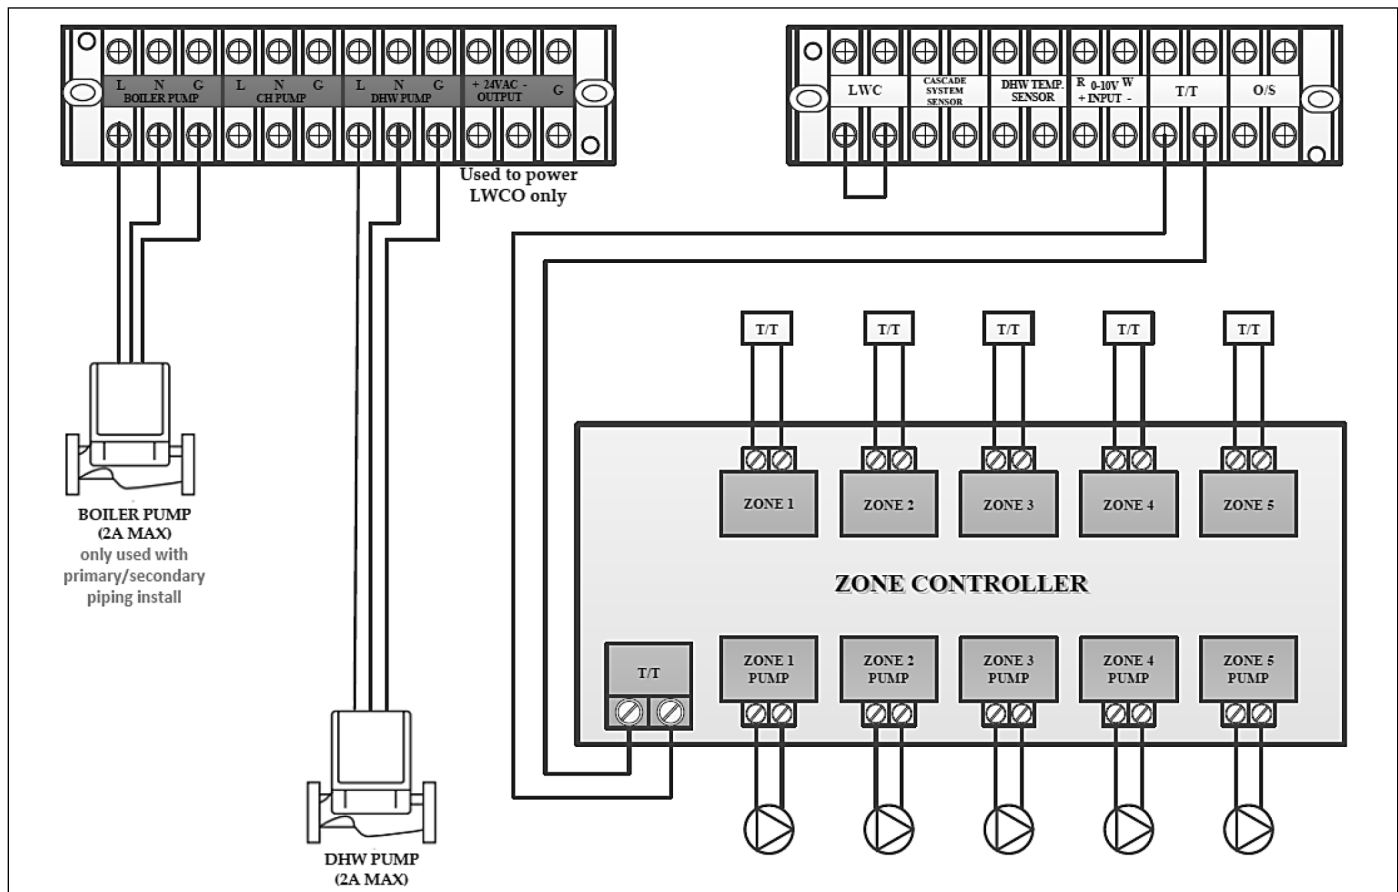 L N G L N G L N G + 24VAC - G
BOILER PUMP CH PUMP DHW PUMP OUTPUT
Used to power
LWCO only
LWC
CASCADE
SYSTEM
SENSOR
DHW TEMP.
SENSOR
R 0-10V W
+ INPUT -
T/T
O/S
BOILER PUMP
(2A MAX)
only used with
primary/secondary
piping install
DHW PUMP
(2A MAX)
T/T T/T T/T T/T T/T
ZONE 1 ZONE 2 ZONE 3 ZONE 4 ZONE 5
ZONE CONTROLLER
T/T
ZONE 1
PUMP
ZONE 2
PUMP
ZONE 3
PUMP
ZONE 4
PUMP
ZONE 5
PUMP